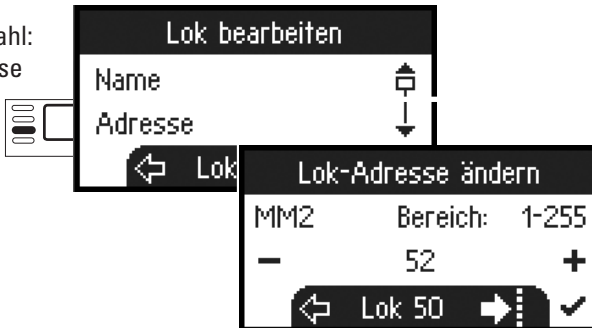 ahl:
se
Lok bearbeiten
Name
Adresse
Lok
Lok-Adresse ändern
MM2 Bereich: 1-255
− 52 +
Lok 50